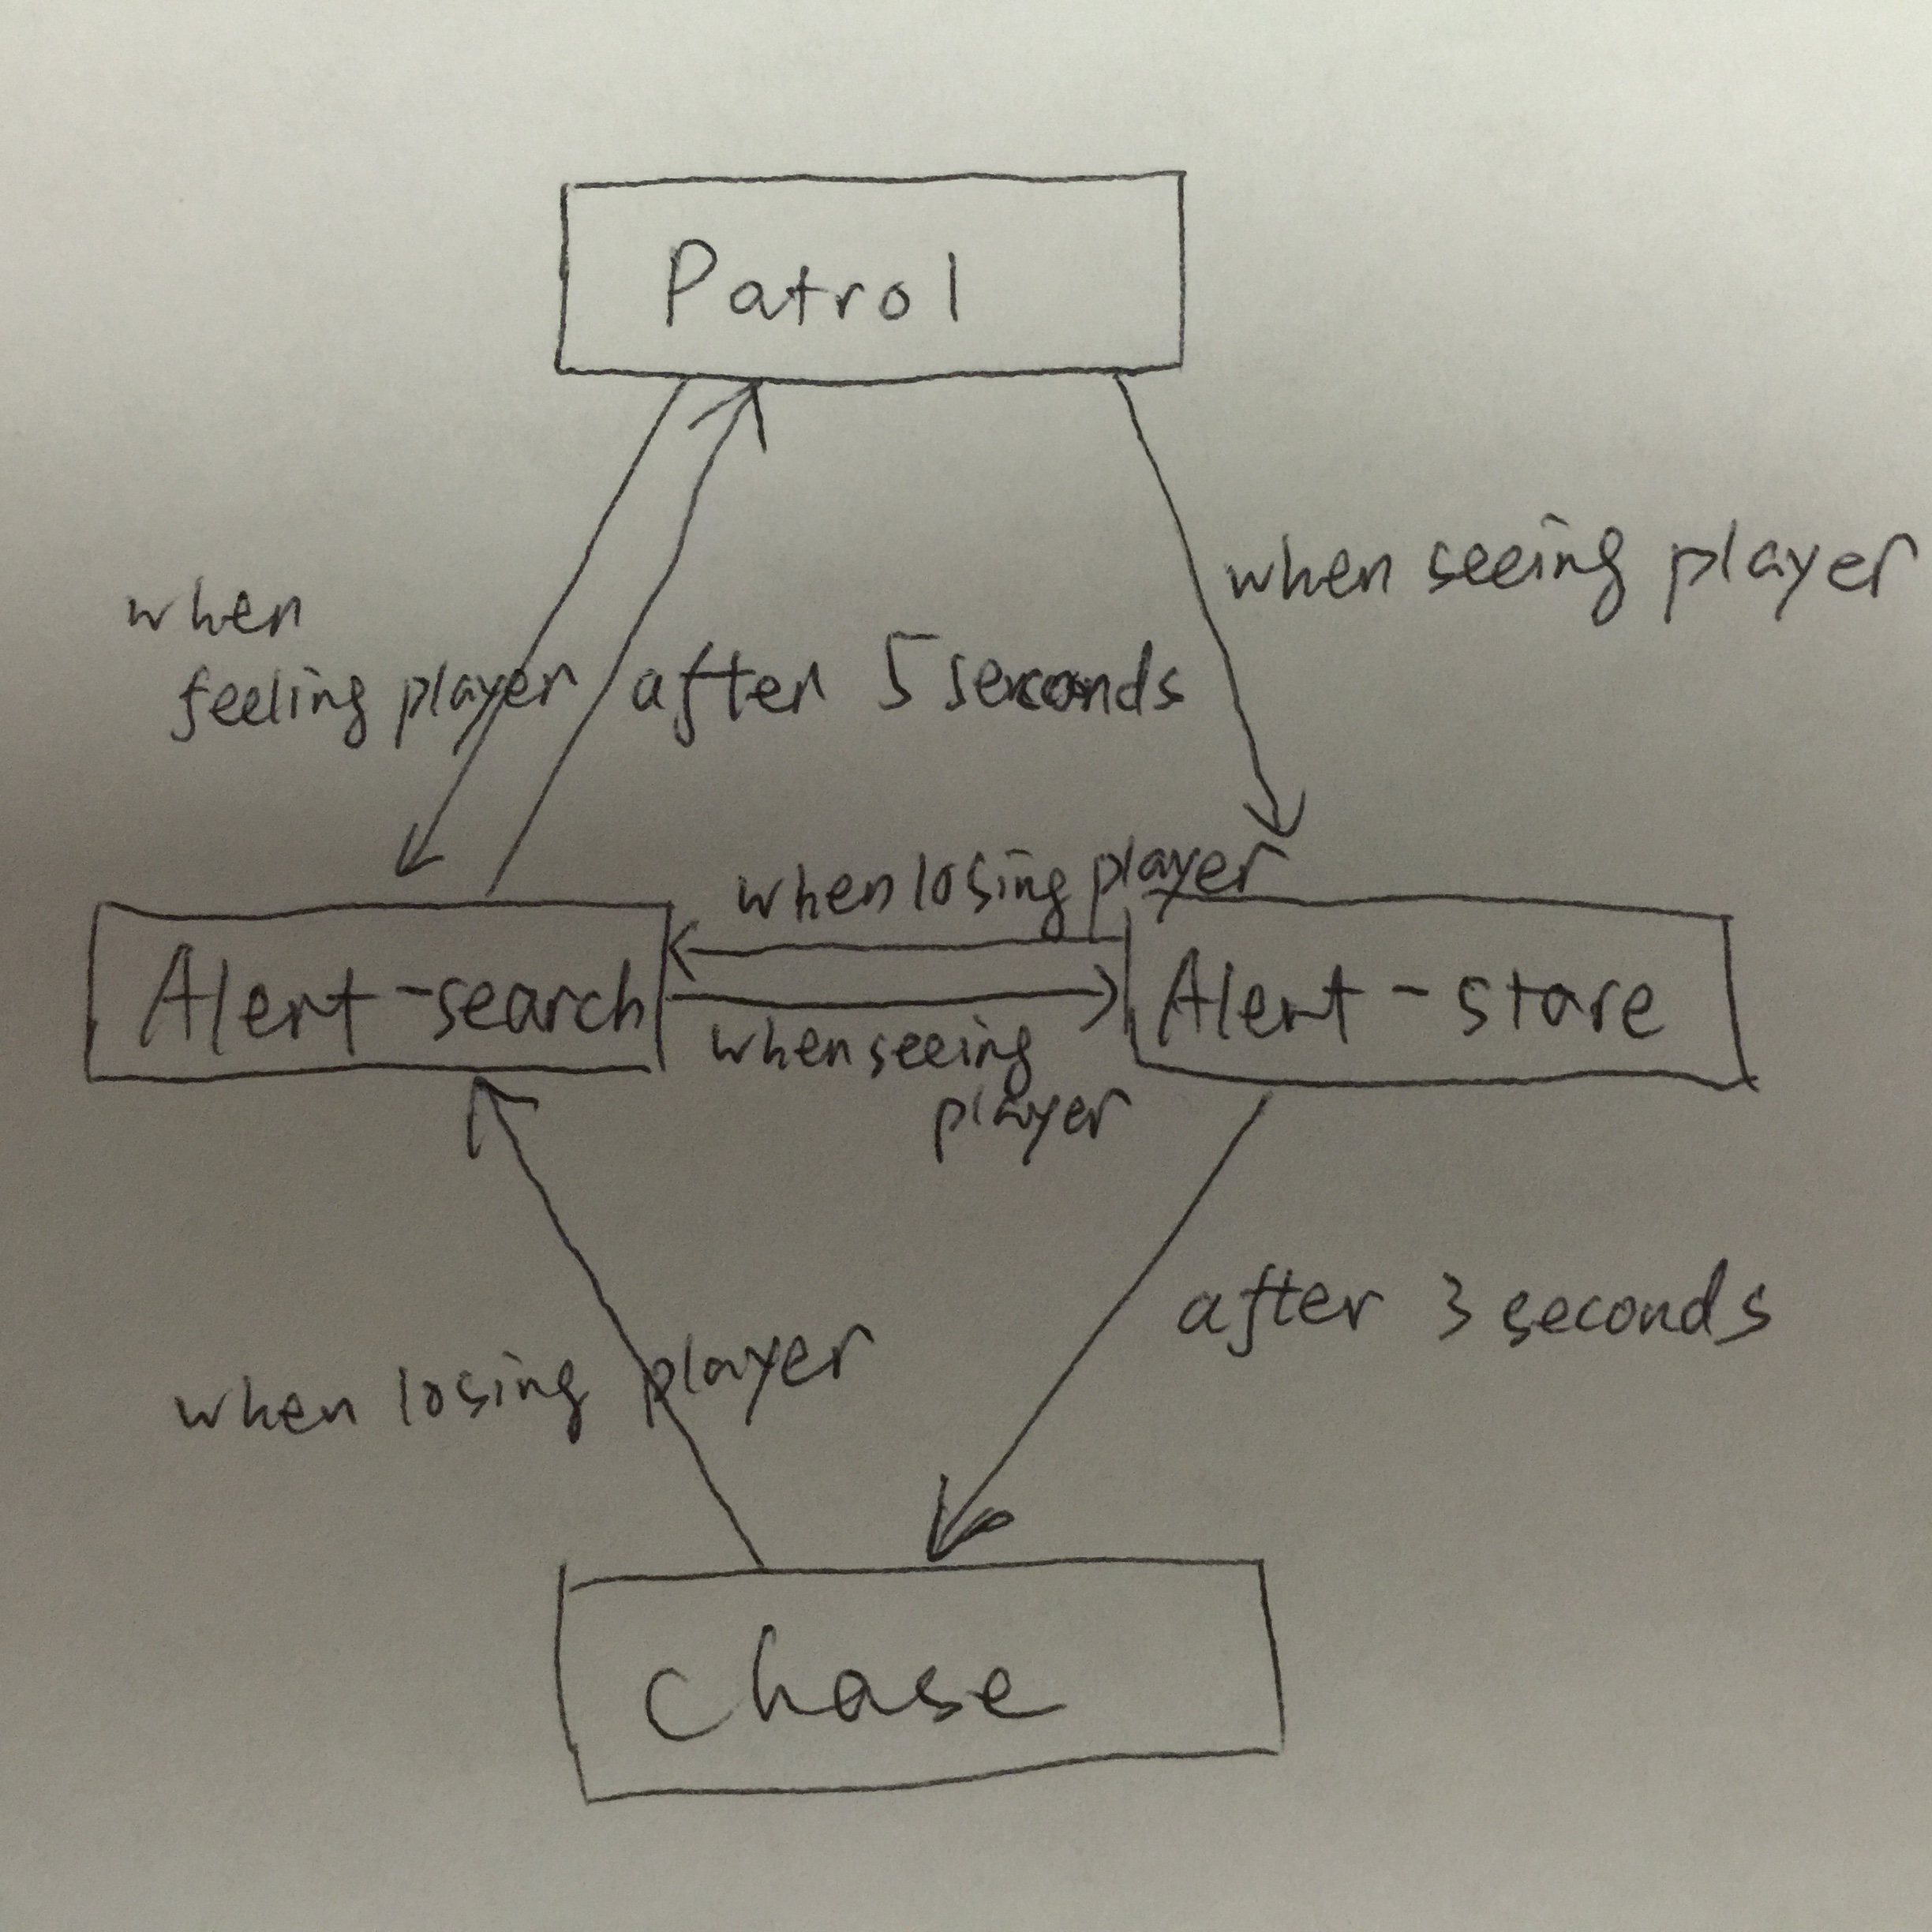 Patrol
when seeing player
when
feeling player
after 5 seconds
when losing player
Alert-search
Alert-stare
when seeing
player
after 3 seconds
when losing player
chase